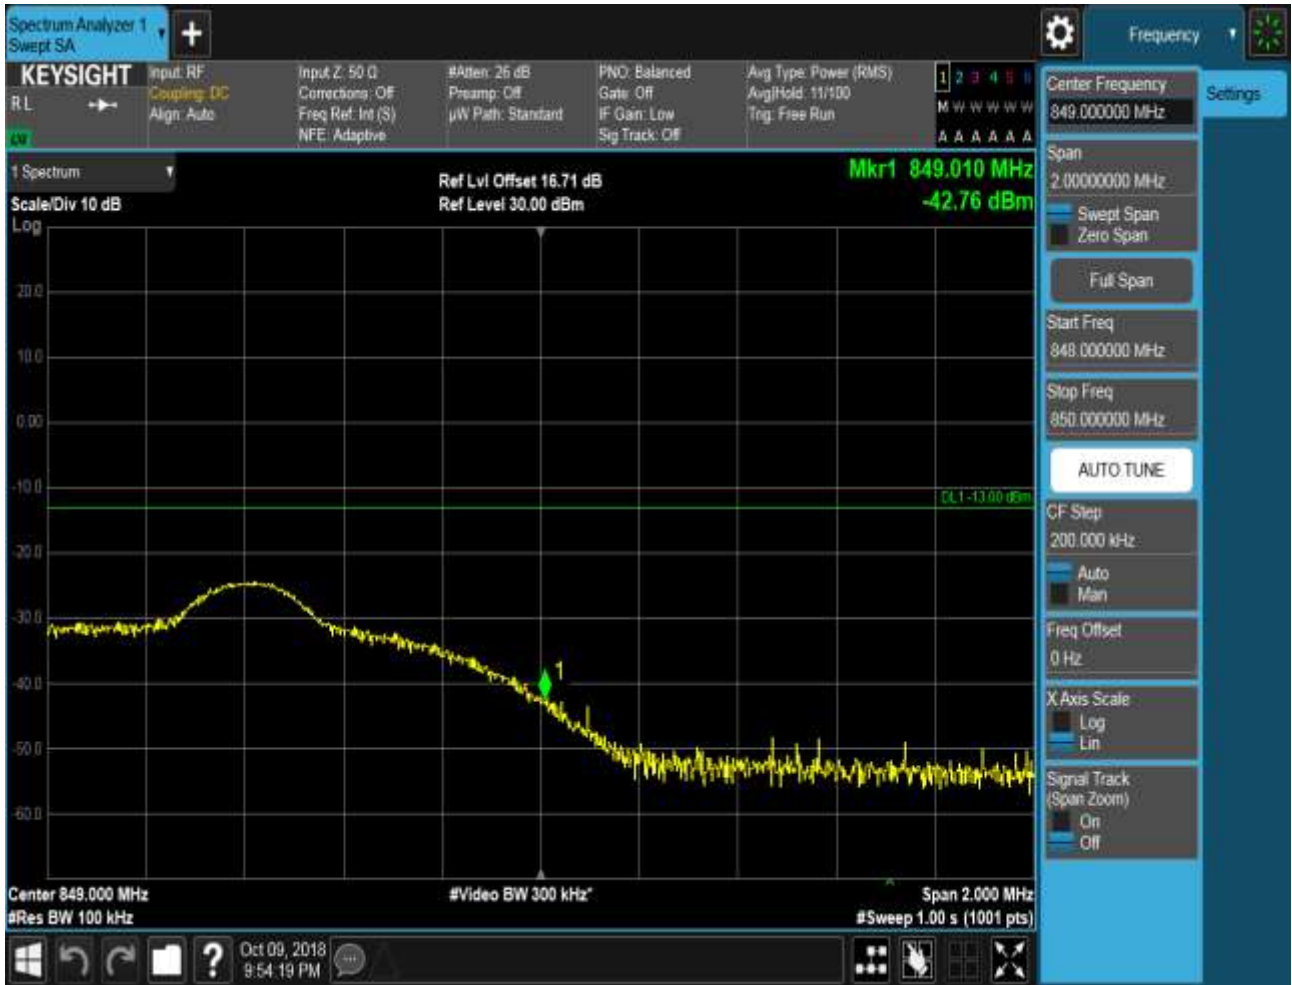 Spectrum Analyzer 1
Swept SA
Frequency
KEYSIGHT
R L
Input: RF
Coupling: DC
Align: Auto
Input Z: 50 Ω
Corrections: Off
Freq Ref: Int (S)
NFE: Adaptive
#Atten: 26 dB
Preamp: Off
µW Path: Standard
PNO: Balanced
Gate: Off
IF Gain: Low
Sig Track: Off
Avg Type: Power (RMS)
Avg|Hold: 11/100
Trig: Free Run
1 2 3 4 5 6
M W W W W W
A A A A A A
1 Spectrum
Scale/Div 10 dB
Log
Ref Lvl Offset 16.71 dB
Ref Level 30.00 dBm
Mkr1 849.010 MHz
-42.76 dBm
20.0
10.0
0.00
-10.0
DL1 -13.00 dBm
-20.0
-30.0
1
-40.0
-50.0
-60.0
Center 849.000 MHz
#Res BW 100 kHz
#Video BW 300 kHz*
Span 2.000 MHz
#Sweep 1.00 s (1001 pts)
Oct 09, 2018
9:54:19 PM
Center Frequency
849.000000 MHz
Settings
Span
2.00000000 MHz
Swept Span
Zero Span
Full Span
Start Freq
848.000000 MHz
Stop Freq
850.000000 MHz
AUTO TUNE
CF Step
200.000 kHz
Auto
Man
Freq Offset
0 Hz
X Axis Scale
Log
Lin
Signal Track
(Span Zoom)
On
Off